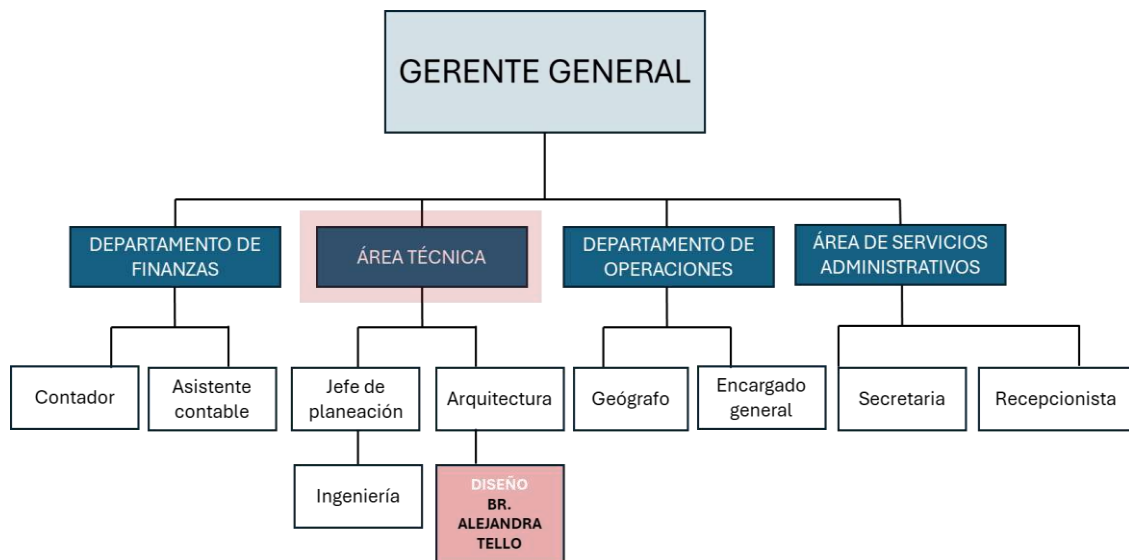 GERENTE GENERAL
DEPARTAMENTO DE
FINANZAS
ÁREA TÉCNICA
DEPARTAMENTO DE
OPERACIONES
ÁREA DE SERVICIOS
ADMINISTRATIVOS
Contador
Asistente
contable
Jefe de
planeación
Arquitectura
Geógrafo
Encargado
general
Secretaria
Recepcionista
Ingeniería
DISEÑO
BR.
ALEJANDRA
TELLO